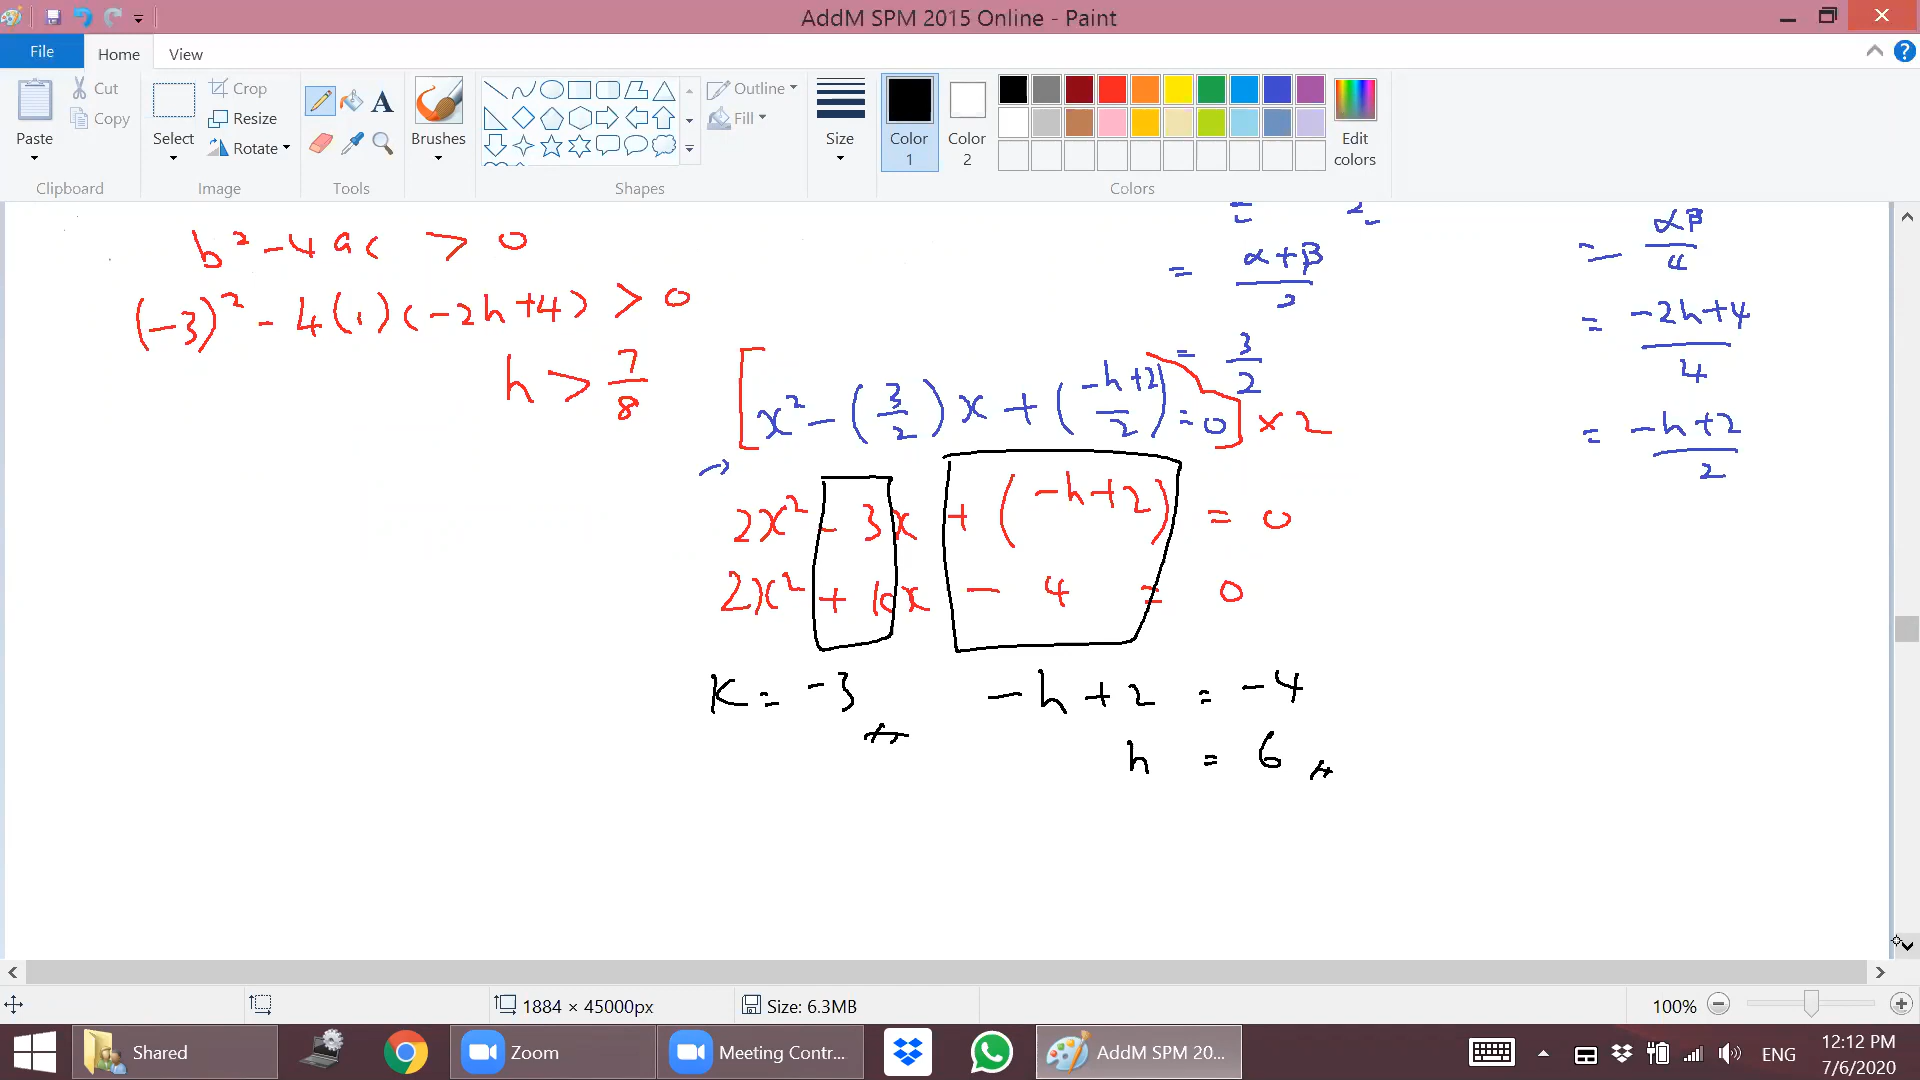 AddM SPM 2015 Online - Paint
File Home View
Cut
Copy
Paste
Clipboard
Select
Crop
Resize
Rotate
Image
Tools
Brushes
Shapes
Outline
Fill
Size
Color 1
Color 2
Edit colors
Colors
b² - 4ac > 0
(-3)² - 4(1)(-2h+4) > 0
h > 7/8
= (α+β)/2
= 3/2
αβ/4
= (-2h+4)/4
= (-h+2)/2
[x² - (3/2)x + ((-h+2)/2) = 0] × 2
→ 2x² - 3x + (-h+2) = 0
2x² + kx - 4 = 0
K = -3
-h+2 = -4
h = 6
1884 × 45000px
Size: 6.3MB
100%
Shared
Zoom
Meeting Contr...
AddM SPM 20...
ENG
12:12 PM
7/6/2020